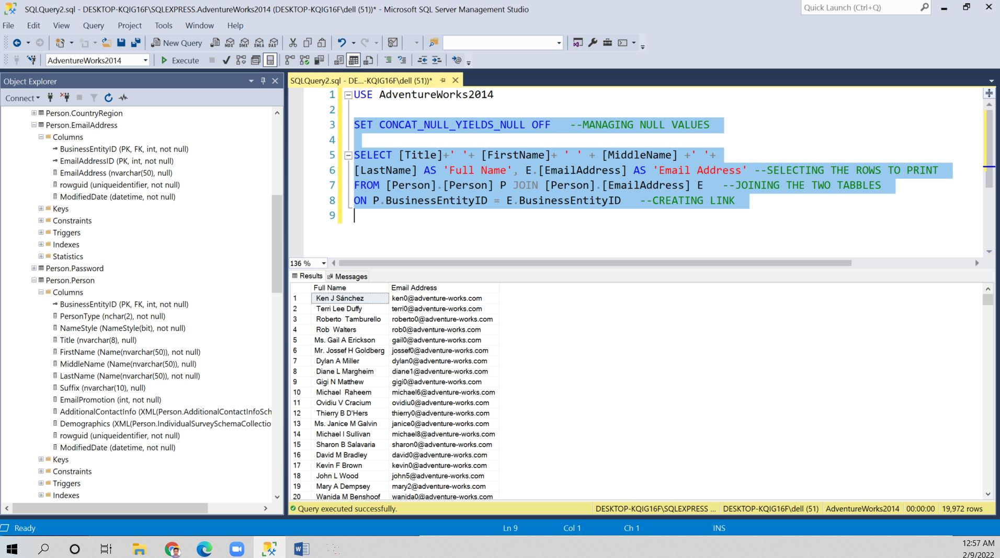 SQLQuery2.sql - DESKTOP-KQIG16F\SQLEXPRESS.AdventureWorks2014 (DESKTOP-KQIG16F\dell (51))* - Microsoft SQL Server Management Studio
Quick Launch (Ctrl+Q)
File Edit View Query Project Tools Window Help
New Query MDX DMX XMLA DAX
AdventureWorks2014 Execute
Object Explorer
Connect
Person.CountryRegion
Person.EmailAddress
Columns
BusinessEntityID (PK, FK, int, not null)
EmailAddressID (PK, int, not null)
EmailAddress (nvarchar(50), null)
rowguid (uniqueidentifier, not null)
ModifiedDate (datetime, not null)
Keys
Constraints
Triggers
Indexes
Statistics
Person.Password
Person.Person
Columns
BusinessEntityID (PK, FK, int, not null)
PersonType (nchar(2), not null)
NameStyle (NameStyle(bit), not null)
Title (nvarchar(8), null)
FirstName (Name(nvarchar(50)), not null)
MiddleName (Name(nvarchar(50)), null)
LastName (Name(nvarchar(50)), not null)
Suffix (nvarchar(10), null)
EmailPromotion (int, not null)
AdditionalContactInfo (XML(Person.AdditionalContactInfoSch
Demographics (XML(Person.IndividualSurveySchemaCollectio
rowguid (uniqueidentifier, not null)
ModifiedDate (datetime, not null)
Keys
Constraints
Triggers
Indexes
SQLQuery2.sql - DE...-KQIG16F\dell (51))*
1 USE AdventureWorks2014
2
3 SET CONCAT_NULL_YIELDS_NULL OFF --MANAGING NULL VALUES
4
5 SELECT [Title]+' '+ [FirstName]+ ' ' + [MiddleName] +' '+
6 [LastName] AS 'Full Name', E.[EmailAddress] AS 'Email Address' --SELECTING THE ROWS TO PRINT
7 FROM [Person].[Person] P JOIN [Person].[EmailAddress] E --JOINING THE TWO TABBLES
8 ON P.BusinessEntityID = E.BusinessEntityID --CREATING LINK
9
136 %
Results Messages
Full Name Email Address
1 Ken J Sánchez ken0@adventure-works.com
2 Terri Lee Duffy terri0@adventure-works.com
3 Roberto Tamburello roberto0@adventure-works.com
4 Rob Walters rob0@adventure-works.com
5 Ms. Gail A Erickson gail0@adventure-works.com
6 Mr. Jossef H Goldberg jossef0@adventure-works.com
7 Dylan A Miller dylan0@adventure-works.com
8 Diane L Margheim diane1@adventure-works.com
9 Gigi N Matthew gigi0@adventure-works.com
10 Michael Raheem michael6@adventure-works.com
11 Ovidiu V Cracium ovidiu0@adventure-works.com
12 Thierry B D'Hers thierry0@adventure-works.com
13 Ms. Janice M Galvin janice0@adventure-works.com
14 Michael I Sullivan michael8@adventure-works.com
15 Sharon B Salavaria sharon0@adventure-works.com
16 David M Bradley david0@adventure-works.com
17 Kevin F Brown kevin0@adventure-works.com
18 John L Wood john5@adventure-works.com
19 Mary A Dempsey mary2@adventure-works.com
20 Wanida M Benshoof wanida0@adventure-works.com
Query executed successfully. DESKTOP-KQIG16F\SQLEXPRESS ... DESKTOP-KQIG16F\dell (51) AdventureWorks2014 00:00:00 19,972 rows
Ready Ln 9 Col 1 Ch 1 INS
12:57 AM
2/9/2022